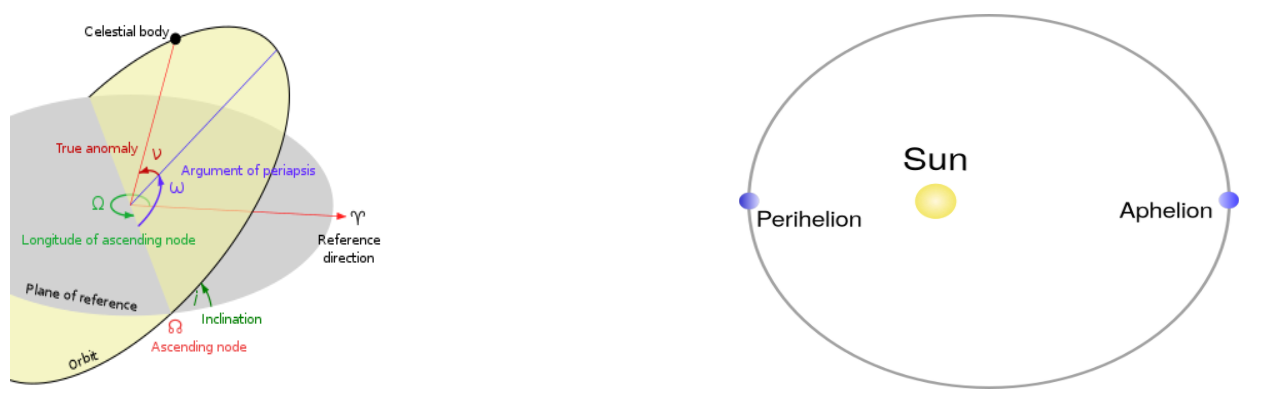 Celestial body
True anomaly
ν
Argument of periapsis
ω
Ω
Longitude of ascending node
♈
Reference
direction
Plane of reference
Inclination
☊
Ascending node
Orbit
Sun
Perihelion
Aphelion